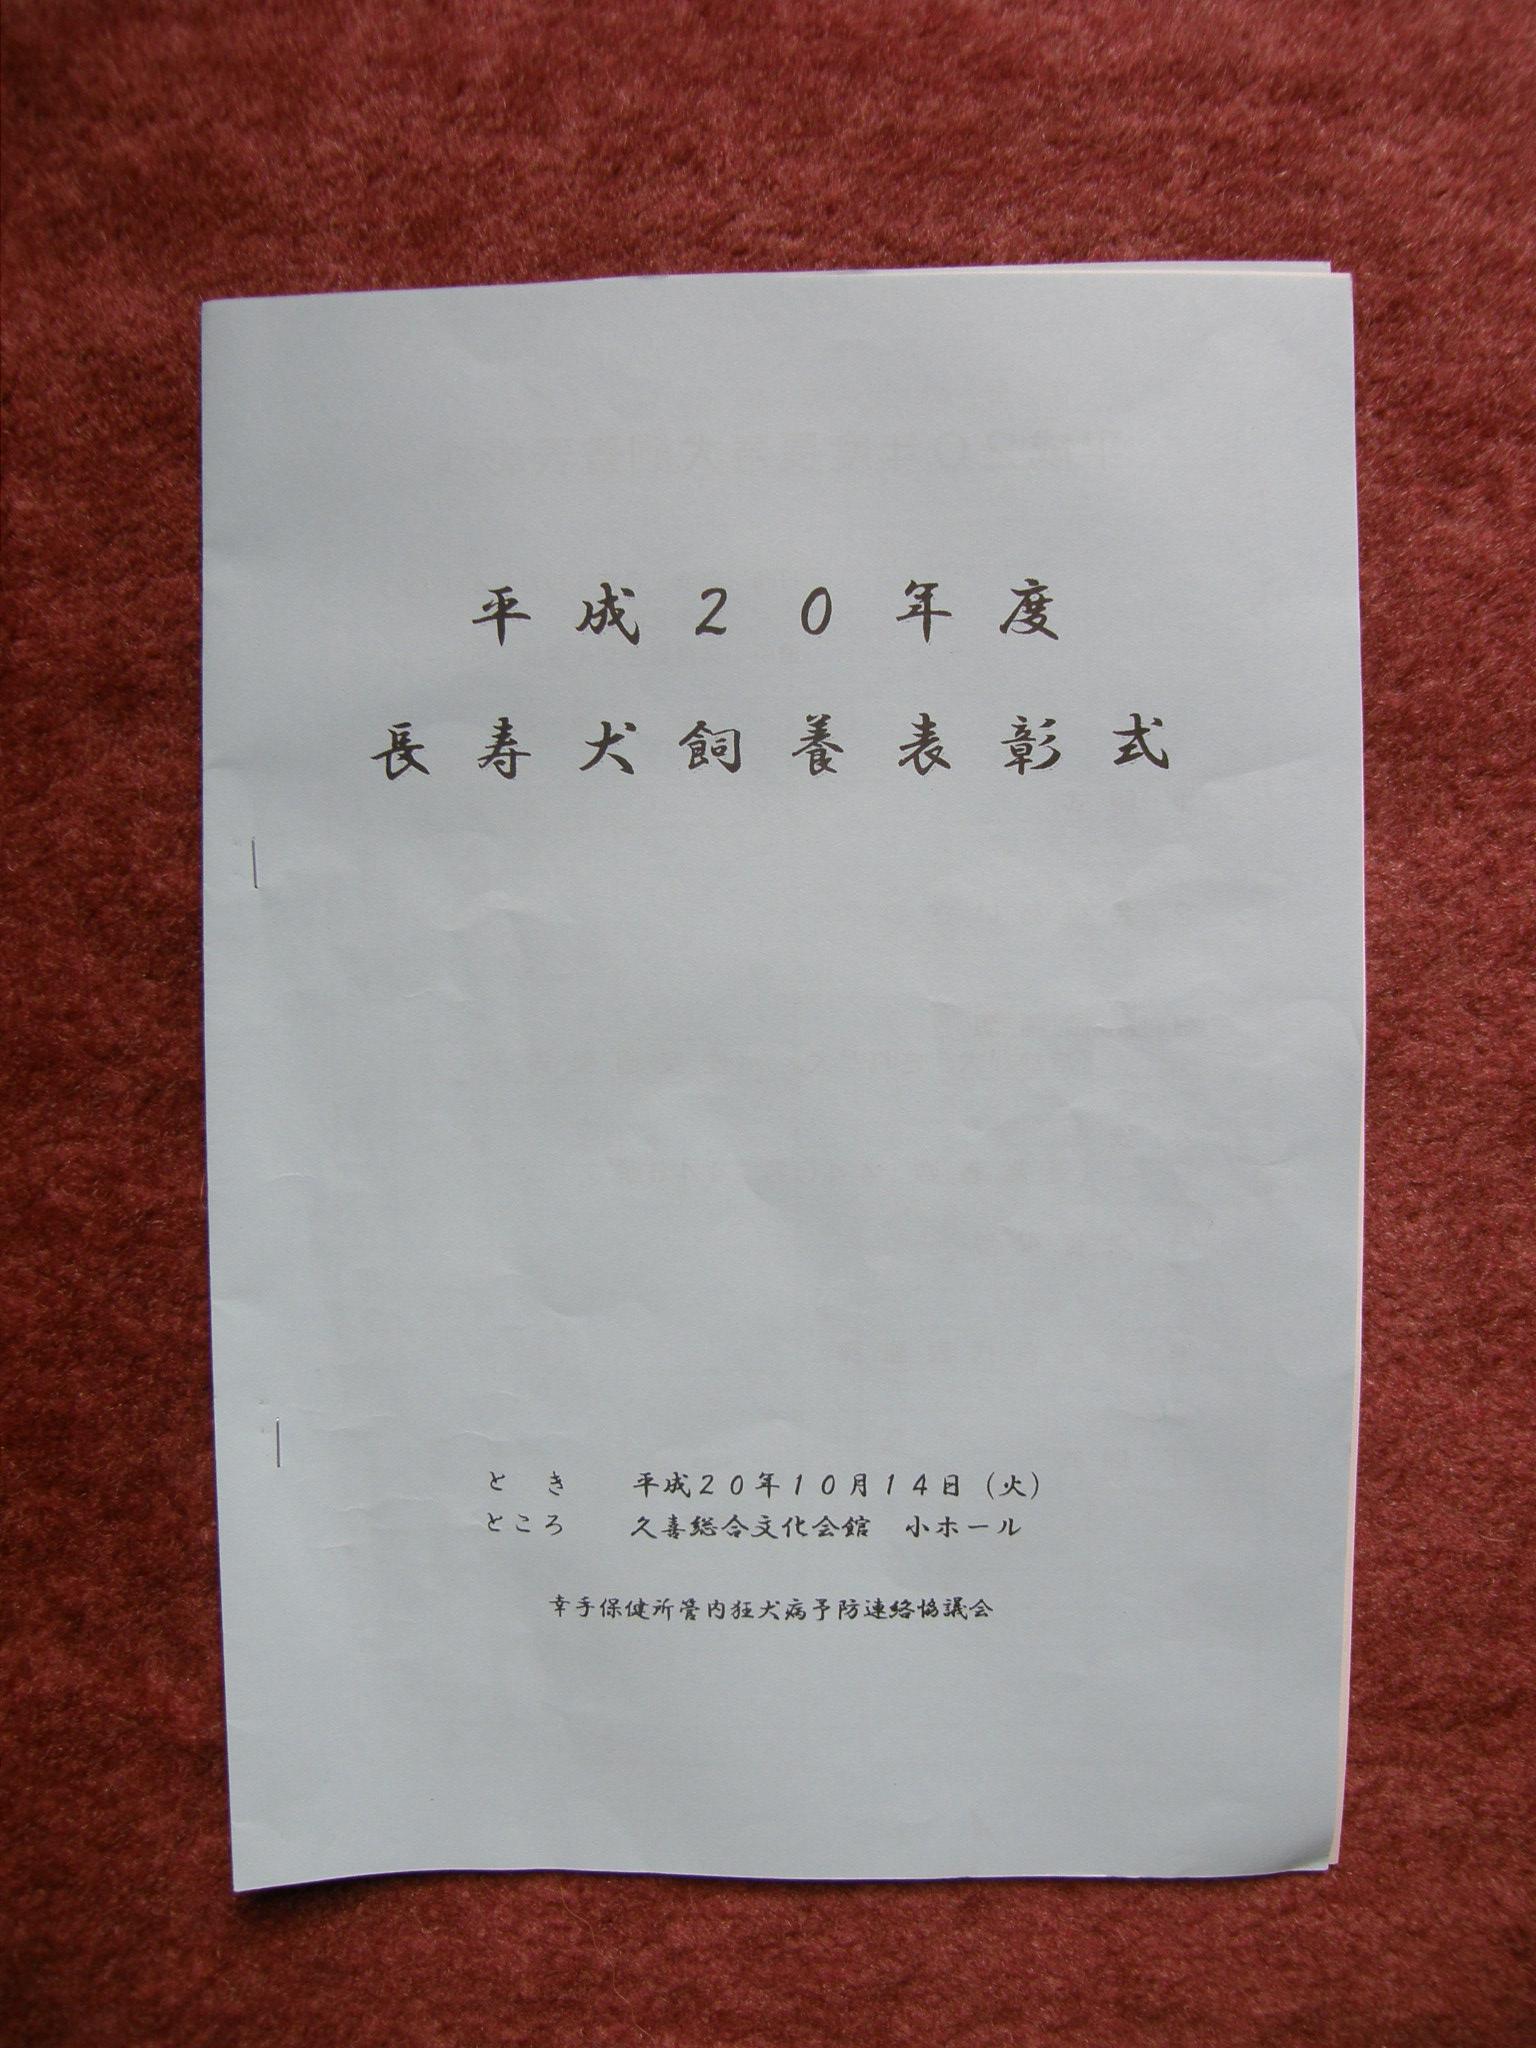 平成20年度
長寿犬飼養表彰式
とき 平成20年10月14日(火)
ところ 久喜総合文化会館 小ホール
幸手保健所管内狂犬病予防連絡協議会